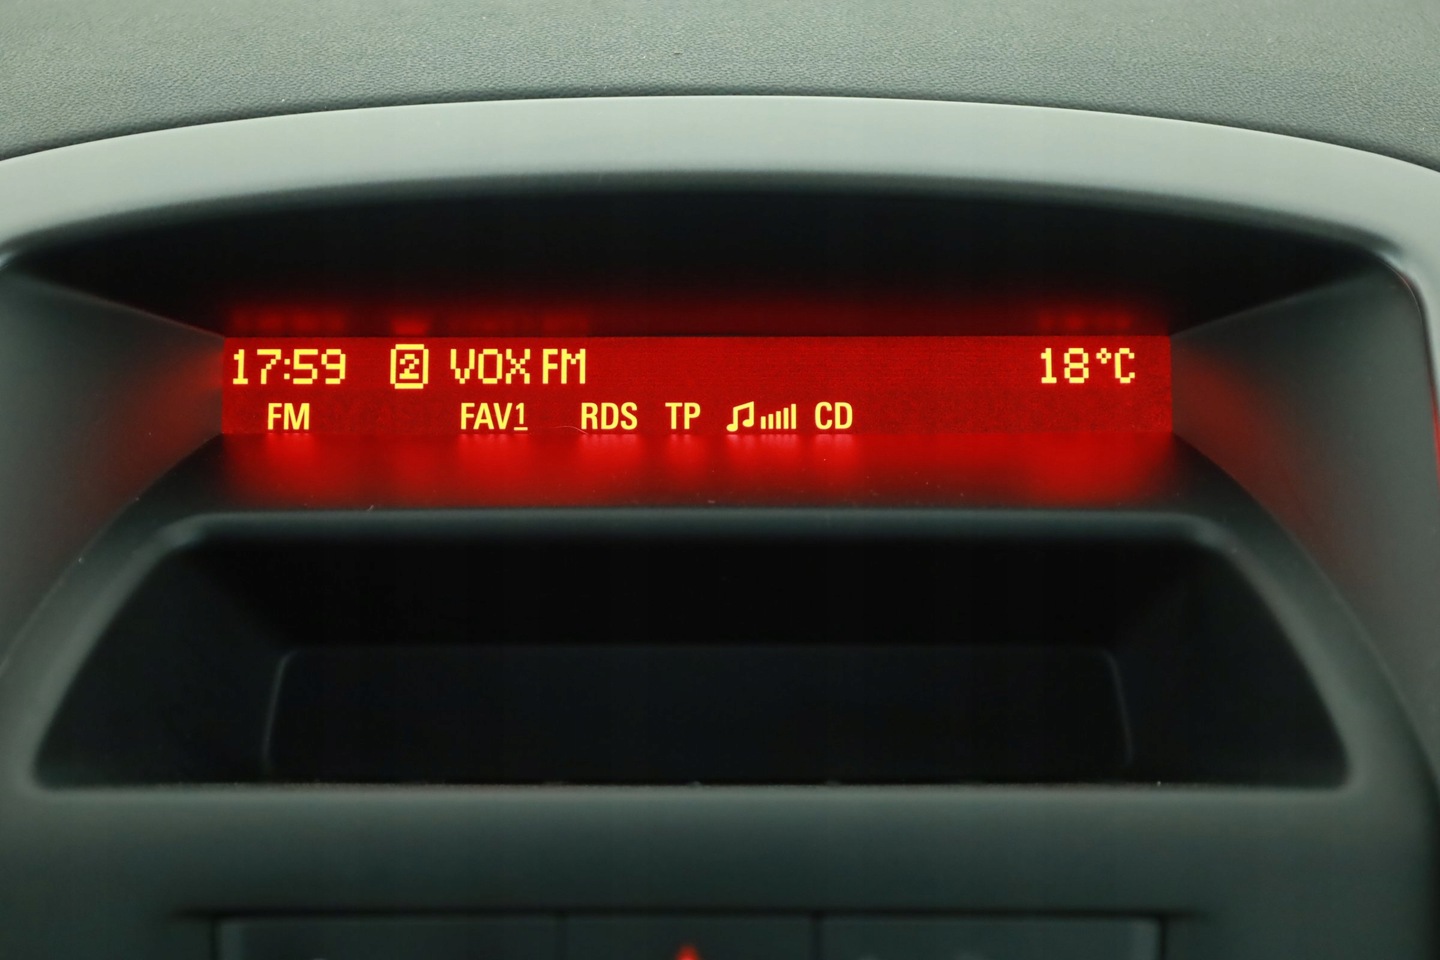 17:59 2 VOX FM 18°C
FM FAV1 RDS TP CD